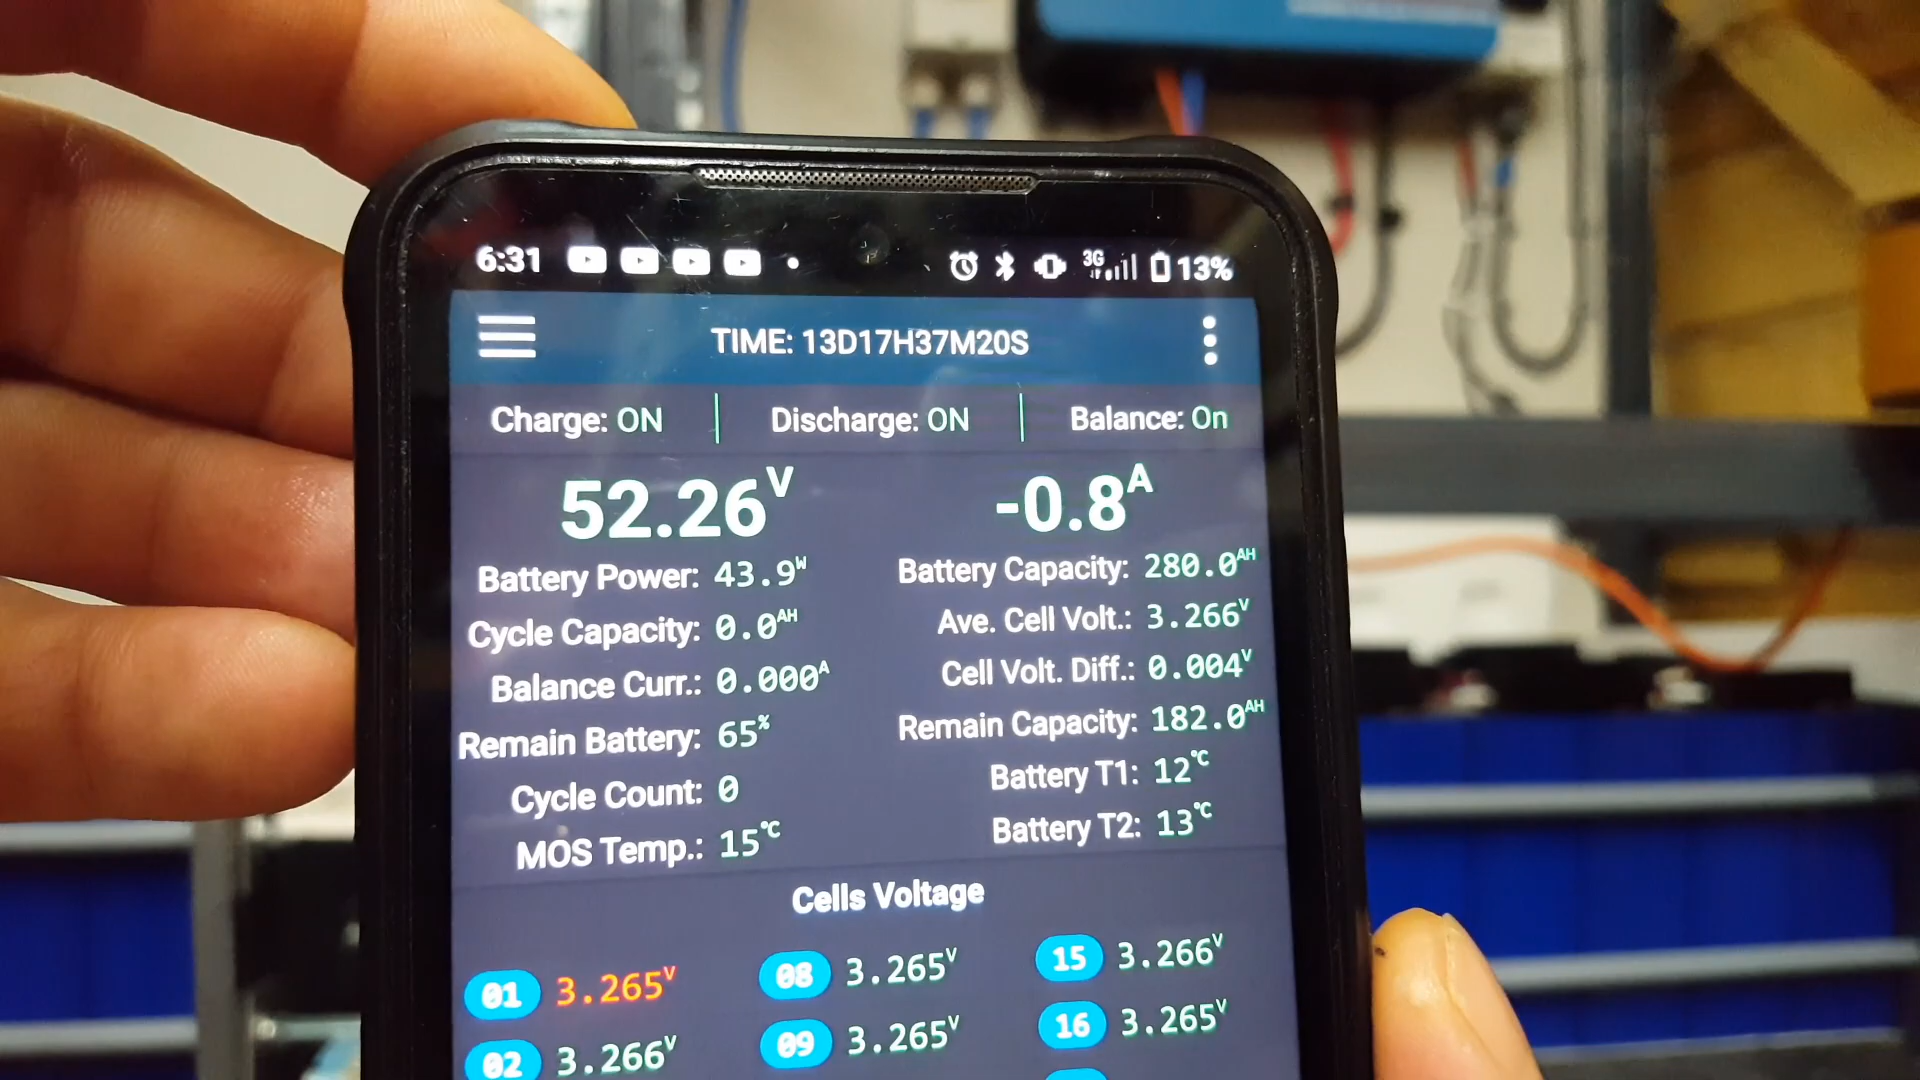 6:31 3G 13%
TIME: 13D17H37M20S
Charge: ON Discharge: ON Balance: On
52.26V -0.8A
Battery Power: 43.9W Battery Capacity: 280.0AH
Cycle Capacity: 0.0AH Ave. Cell Volt.: 3.266V
Balance Curr.: 0.000A Cell Volt. Diff.: 0.004V
Remain Battery: 65% Remain Capacity: 182.0AH
Cycle Count: 0 Battery T1: 12℃
MOS Temp.: 15℃ Battery T2: 13℃
Cells Voltage
01 3.265V 08 3.265V 15 3.266V
02 3.266V 09 3.265V 16 3.265V